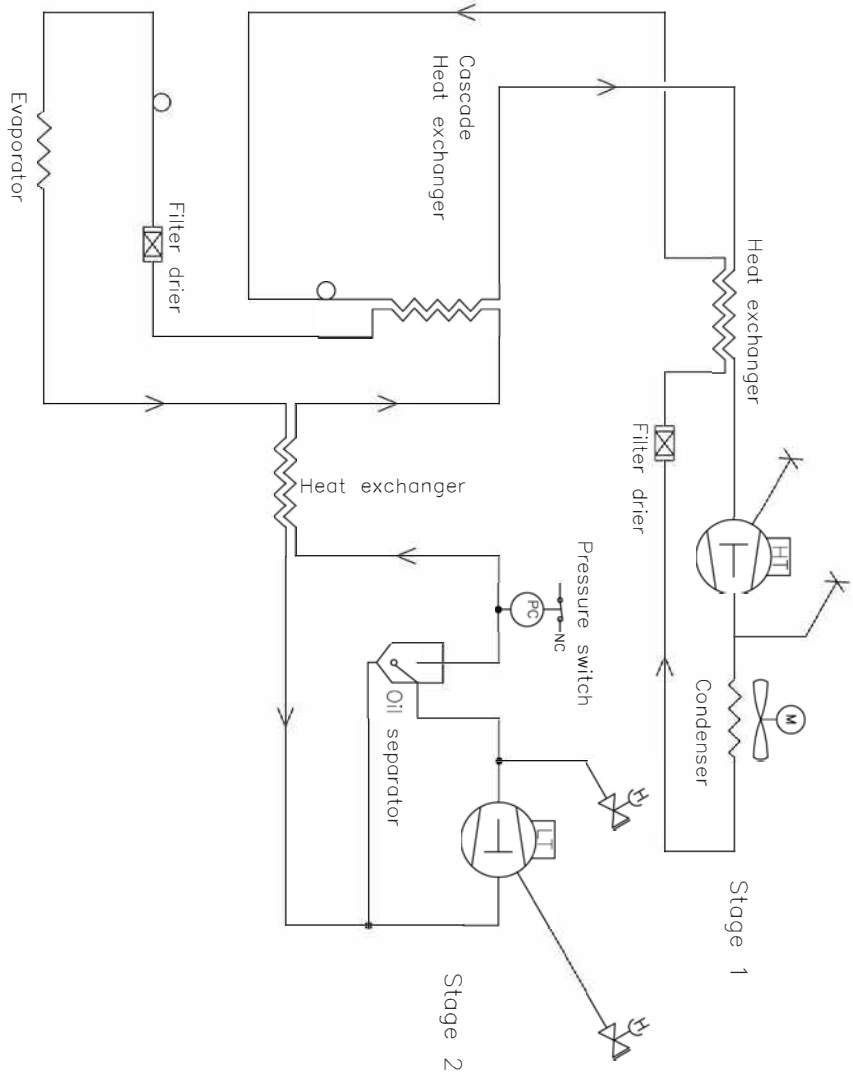 Stage 1
Condenser
M
HT
Heat exchanger
Filter drier
Cascade
Heat exchanger
Pressure switch
NC
PC
Oil
separator
LT
Stage 2
Heat exchanger
Filter drier
Evaporator